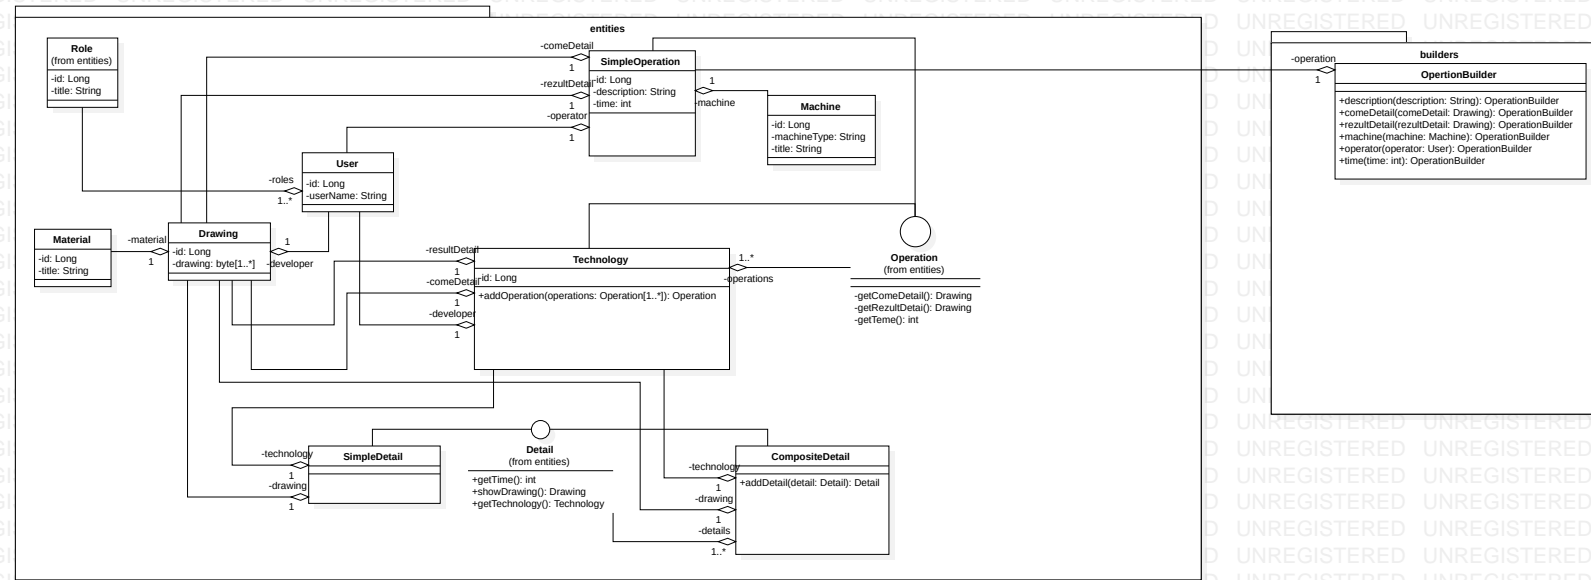 entities
Role
(from entities)
-id: Long
-title: String
-comeDetail
1
-rezultDetail
1
-operator
1
SimpleOperation
-id: Long
-description: String
-time: int
1
-machine
Machine
-id: Long
-machineType: String
-title: String
User
-id: Long
-userName: String
-roles
1..*
Material
-id: Long
-title: String
-material
1
Drawing
-id: Long
-drawing: byte[1..*]
1
-developer
-resultDetail
1
-comeDetail
1
-developer
1
Technology
-id: Long
+addOperation(operations: Operation[1..*]): Operation
1..*
-operations
Operation
(from entities)
-getComeDetail(): Drawing
-getRezultDetai(): Drawing
-getTeme(): int
-technology
1
-drawing
1
SimpleDetail
Detail
(from entities)
+getTime(): int
+showDrawing(): Drawing
+getTechnology(): Technology
-technology
1
-drawing
1
-details
1..*
CompositeDetail
+addDetail(detail: Detail): Detail
builders
-operation
1
OpertionBuilder
+description(description: String): OperationBuilder
+comeDetail(comeDetail: Drawing): OperationBuilder
+rezultDetail(rezultDetail: Drawing): OperationBuilder
+machine(machine: Machine): OperationBuilder
+operator(operator: User): OperationBuilder
+time(time: int): OperationBuilder
UNREGISTERED UNREGISTERED